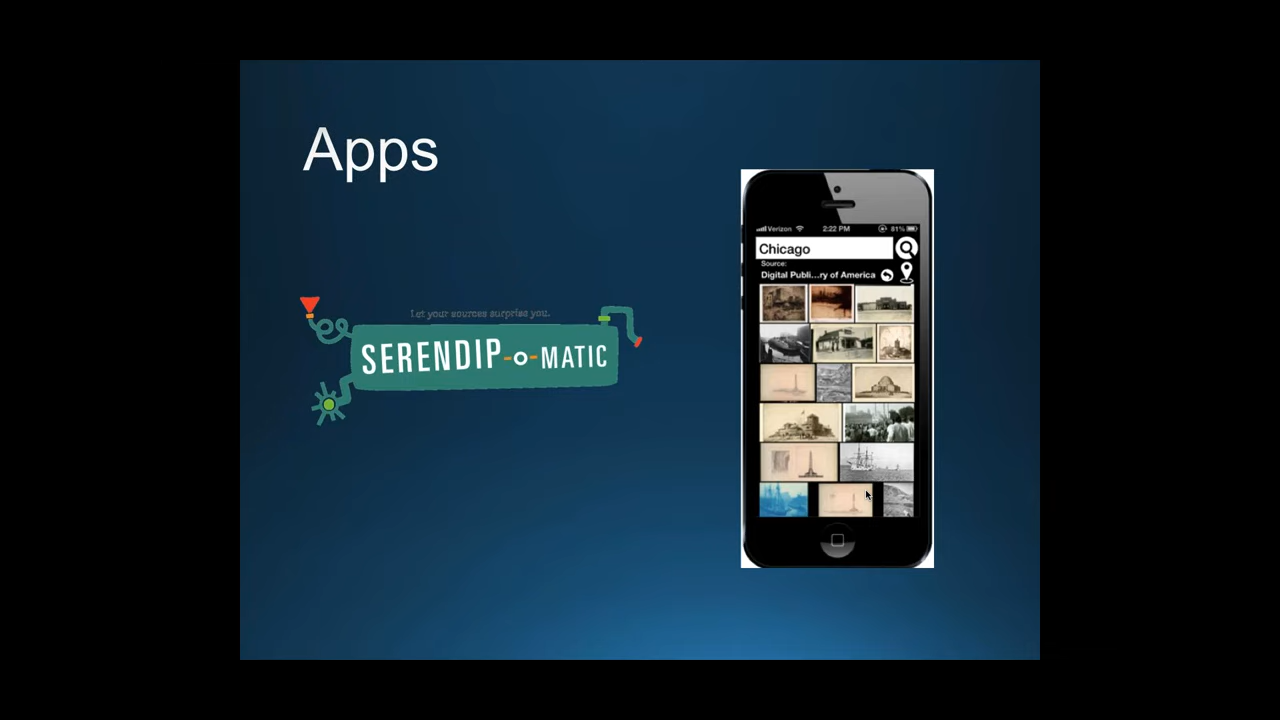 Apps
Let your sources surprise you.
SERENDIP-o-MATIC
Verizon 2:22 PM 81%
Chicago
Source:
Digital Publi...ry of America